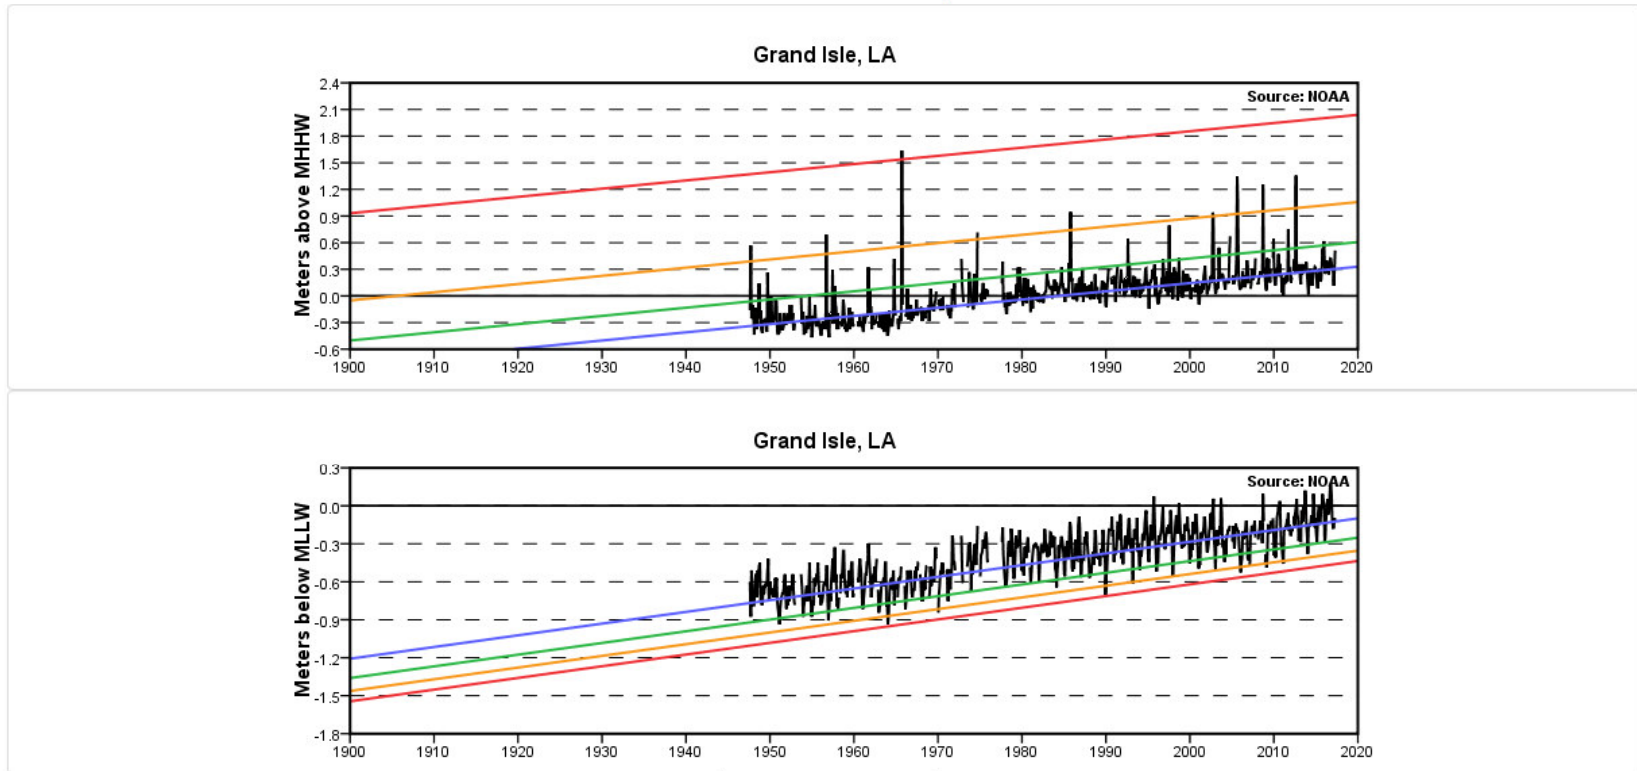 Grand Isle, LA
Source: NOAA
Meters above MHHW
2.4
2.1
1.8
1.5
1.2
0.9
0.6
0.3
0.0
-0.3
-0.6
1900 1910 1920 1930 1940 1950 1960 1970 1980 1990 2000 2010 2020
Grand Isle, LA
Source: NOAA
Meters below MLLW
0.3
0.0
-0.3
-0.6
-0.9
-1.2
-1.5
-1.8
1900 1910 1920 1930 1940 1950 1960 1970 1980 1990 2000 2010 2020